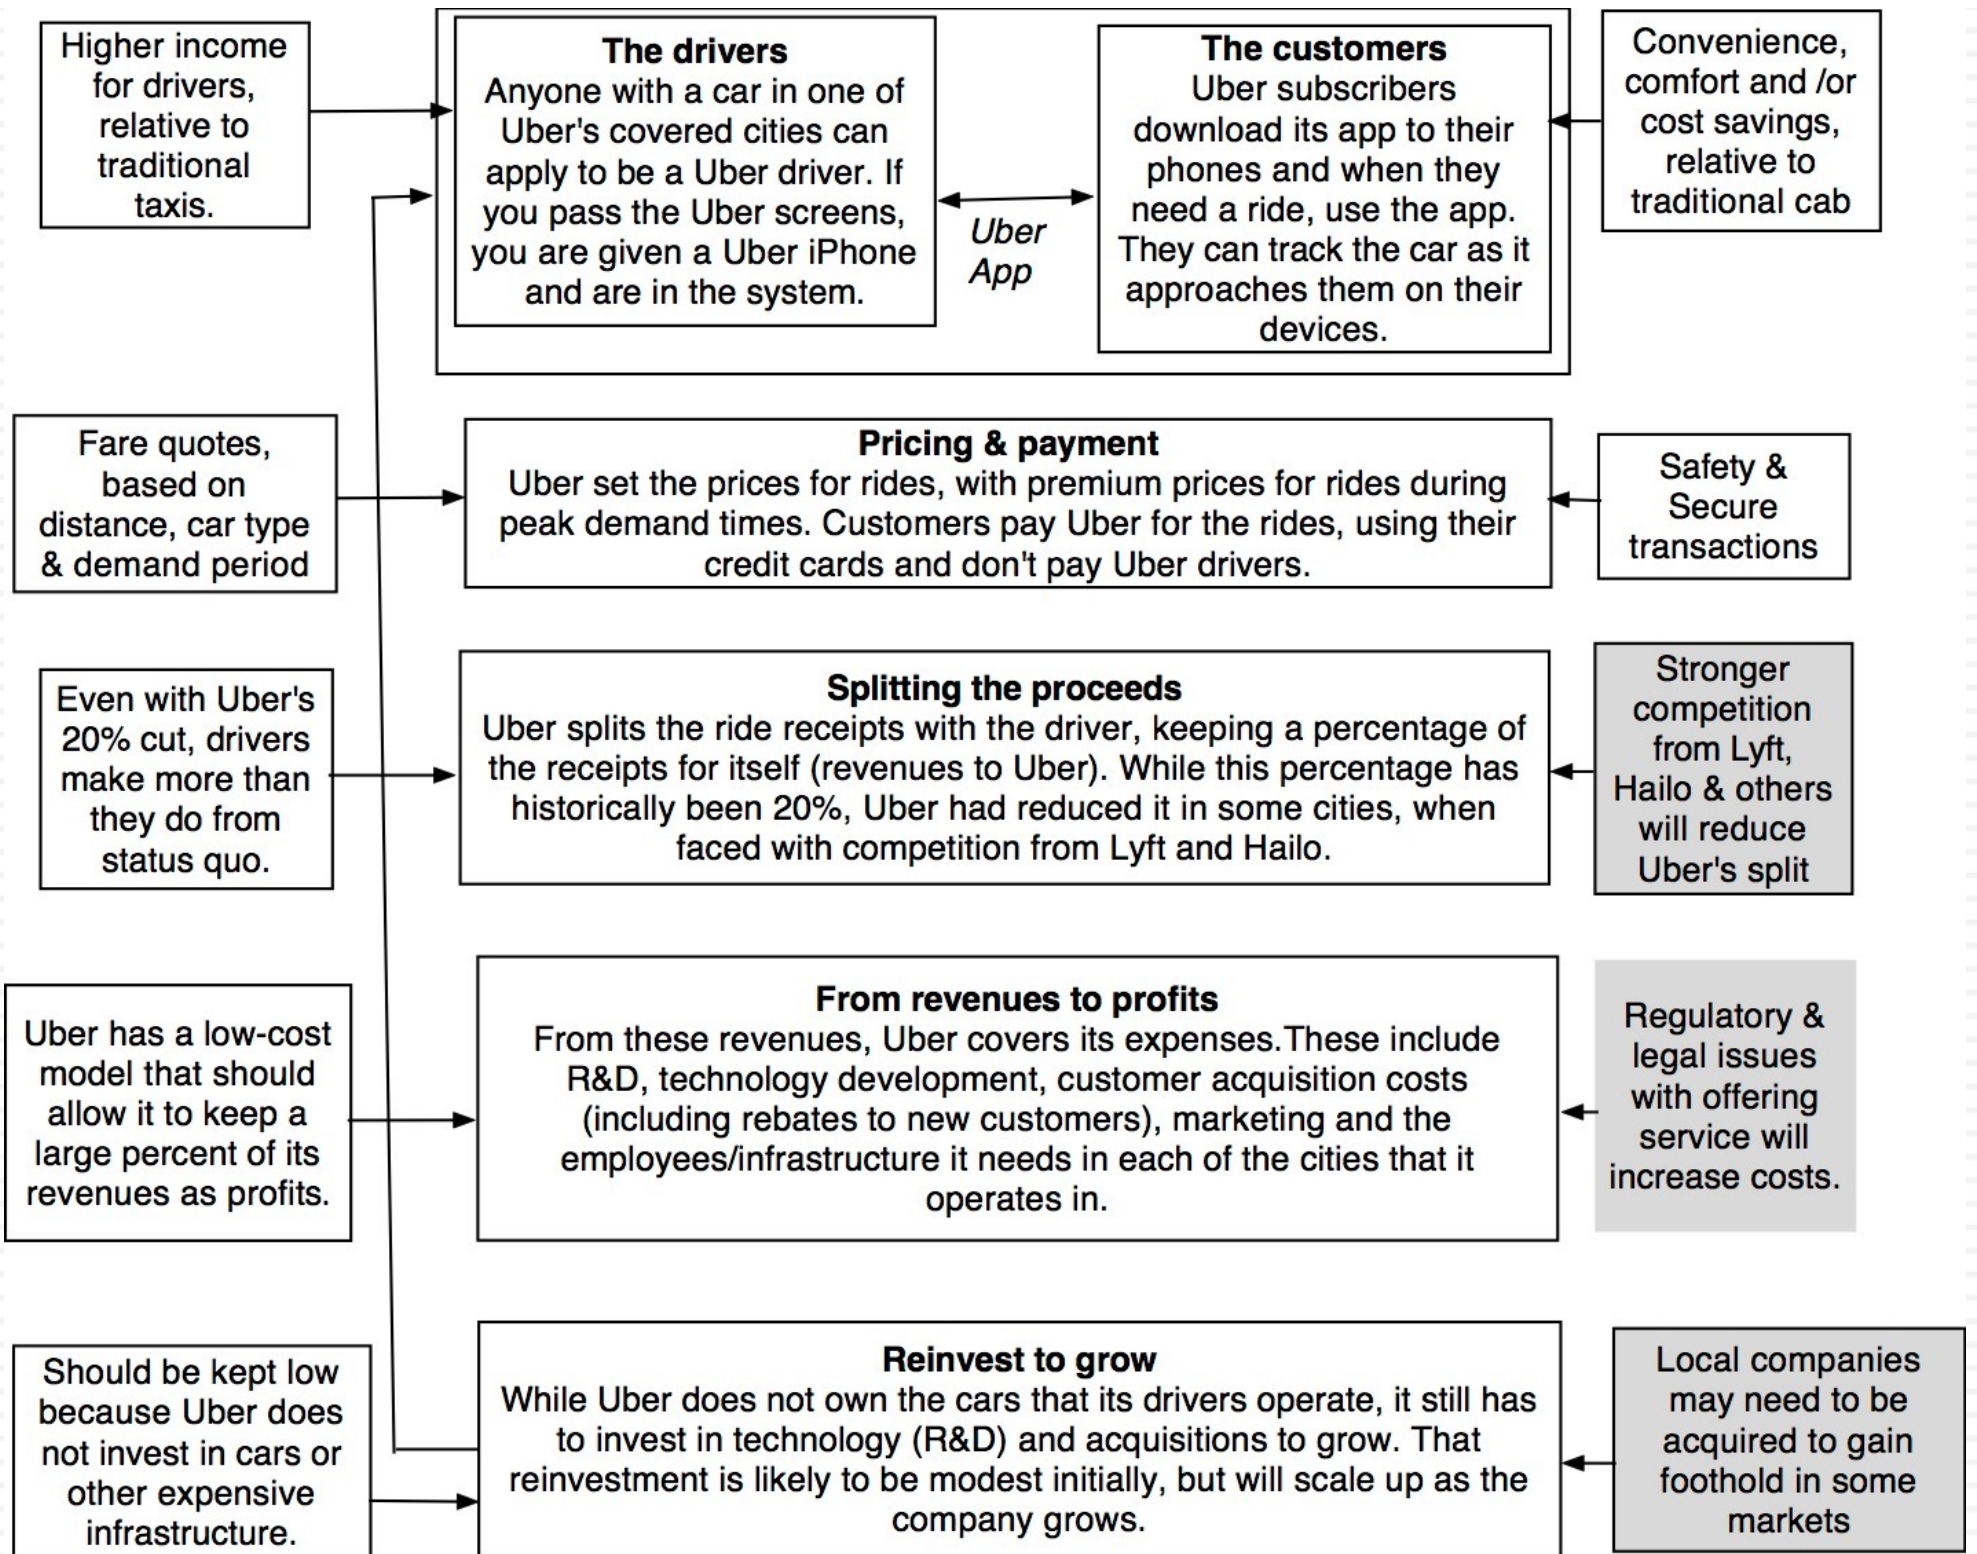 Higher income
for drivers,
relative to
traditional
taxis.
The drivers
Anyone with a car in one of
Uber's covered cities can
apply to be a Uber driver. If
you pass the Uber screens,
you are given a Uber iPhone
and are in the system.
Uber
App
The customers
Uber subscribers
download its app to their
phones and when they
need a ride, use the app.
They can track the car as it
approaches them on their
devices.
Convenience,
comfort and /or
cost savings,
relative to
traditional cab
Fare quotes,
based on
distance, car type
& demand period
Pricing & payment
Uber set the prices for rides, with premium prices for rides during
peak demand times. Customers pay Uber for the rides, using their
credit cards and don't pay Uber drivers.
Safety &
Secure
transactions
Even with Uber's
20% cut, drivers
make more than
they do from
status quo.
Splitting the proceeds
Uber splits the ride receipts with the driver, keeping a percentage of
the receipts for itself (revenues to Uber). While this percentage has
historically been 20%, Uber had reduced it in some cities, when
faced with competition from Lyft and Hailo.
Stronger
competition
from Lyft,
Hailo & others
will reduce
Uber's split
Uber has a low-cost
model that should
allow it to keep a
large percent of its
revenues as profits.
From revenues to profits
From these revenues, Uber covers its expenses.These include
R&D, technology development, customer acquisition costs
(including rebates to new customers), marketing and the
employees/infrastructure it needs in each of the cities that it
operates in.
Regulatory &
legal issues
with offering
service will
increase costs.
Should be kept low
because Uber does
not invest in cars or
other expensive
infrastructure.
Reinvest to grow
While Uber does not own the cars that its drivers operate, it still has
to invest in technology (R&D) and acquisitions to grow. That
reinvestment is likely to be modest initially, but will scale up as the
company grows.
Local companies
may need to be
acquired to gain
foothold in some
markets